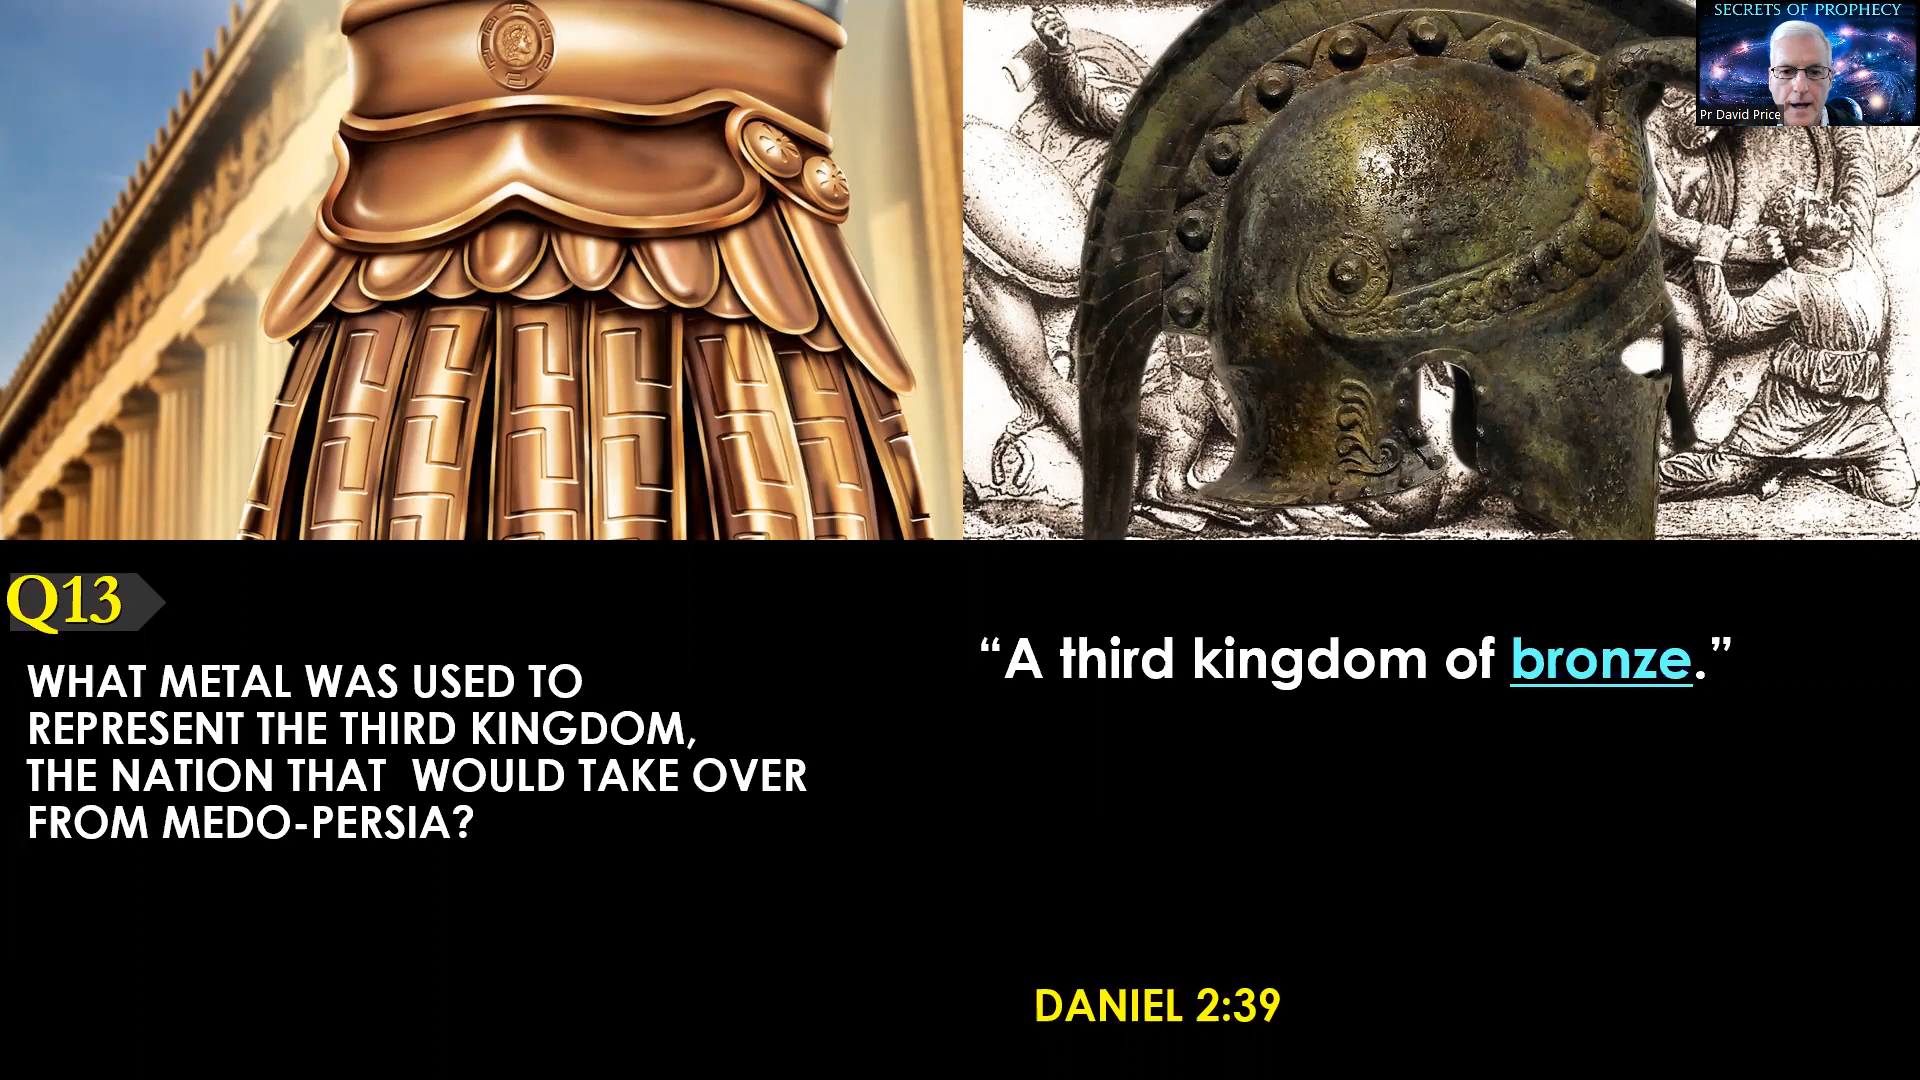 SECRETS OF PROPHECY
Pr David Price
Q13
WHAT METAL WAS USED TO
REPRESENT THE THIRD KINGDOM,
THE NATION THAT  WOULD TAKE OVER
FROM MEDO-PERSIA?
“A third kingdom of bronze.”
DANIEL 2:39